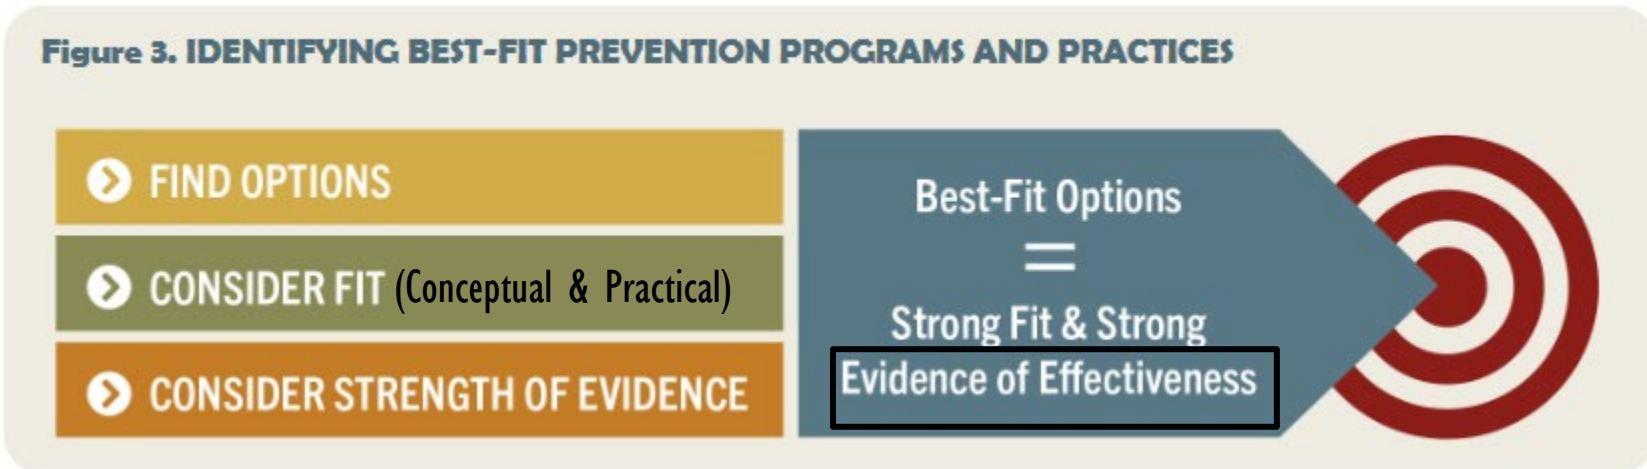 Figure 3. IDENTIFYING BEST-FIT PREVENTION PROGRAMS AND PRACTICES
FIND OPTIONS
CONSIDER FIT (Conceptual & Practical)
CONSIDER STRENGTH OF EVIDENCE
Best-Fit Options
=
Strong Fit & Strong
Evidence of Effectiveness